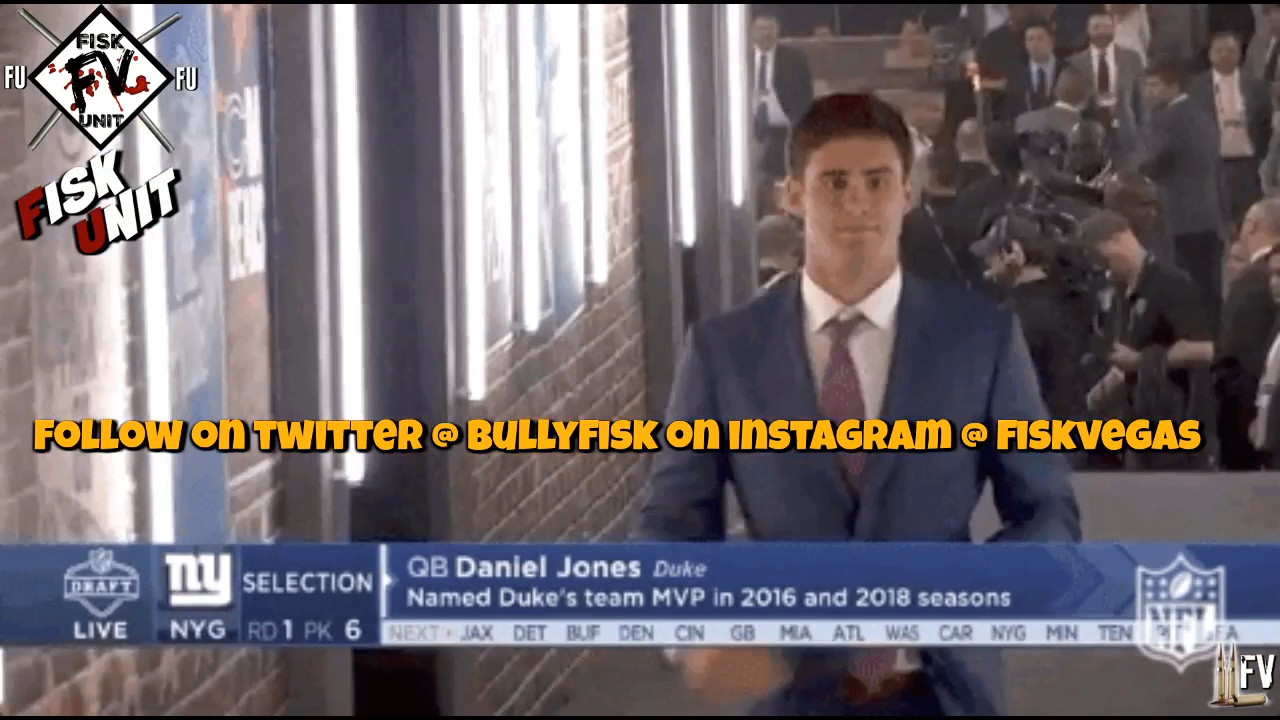 FISK
FU FV FU
UNIT
FISK
UNIT
FOLLOW ON TWITTER @ BULLYFISK ON INSTAGRAM @ FISKVEGAS
DRAFT
LIVE
ny
NYG
SELECTION
RD 1 PK 6
QB Daniel Jones Duke
Named Duke's team MVP in 2016 and 2018 seasons
NEXT JAX DET BUF DEN CIN GB MIA ATL WAS CAR NYG MIN TEN
NFL
FV